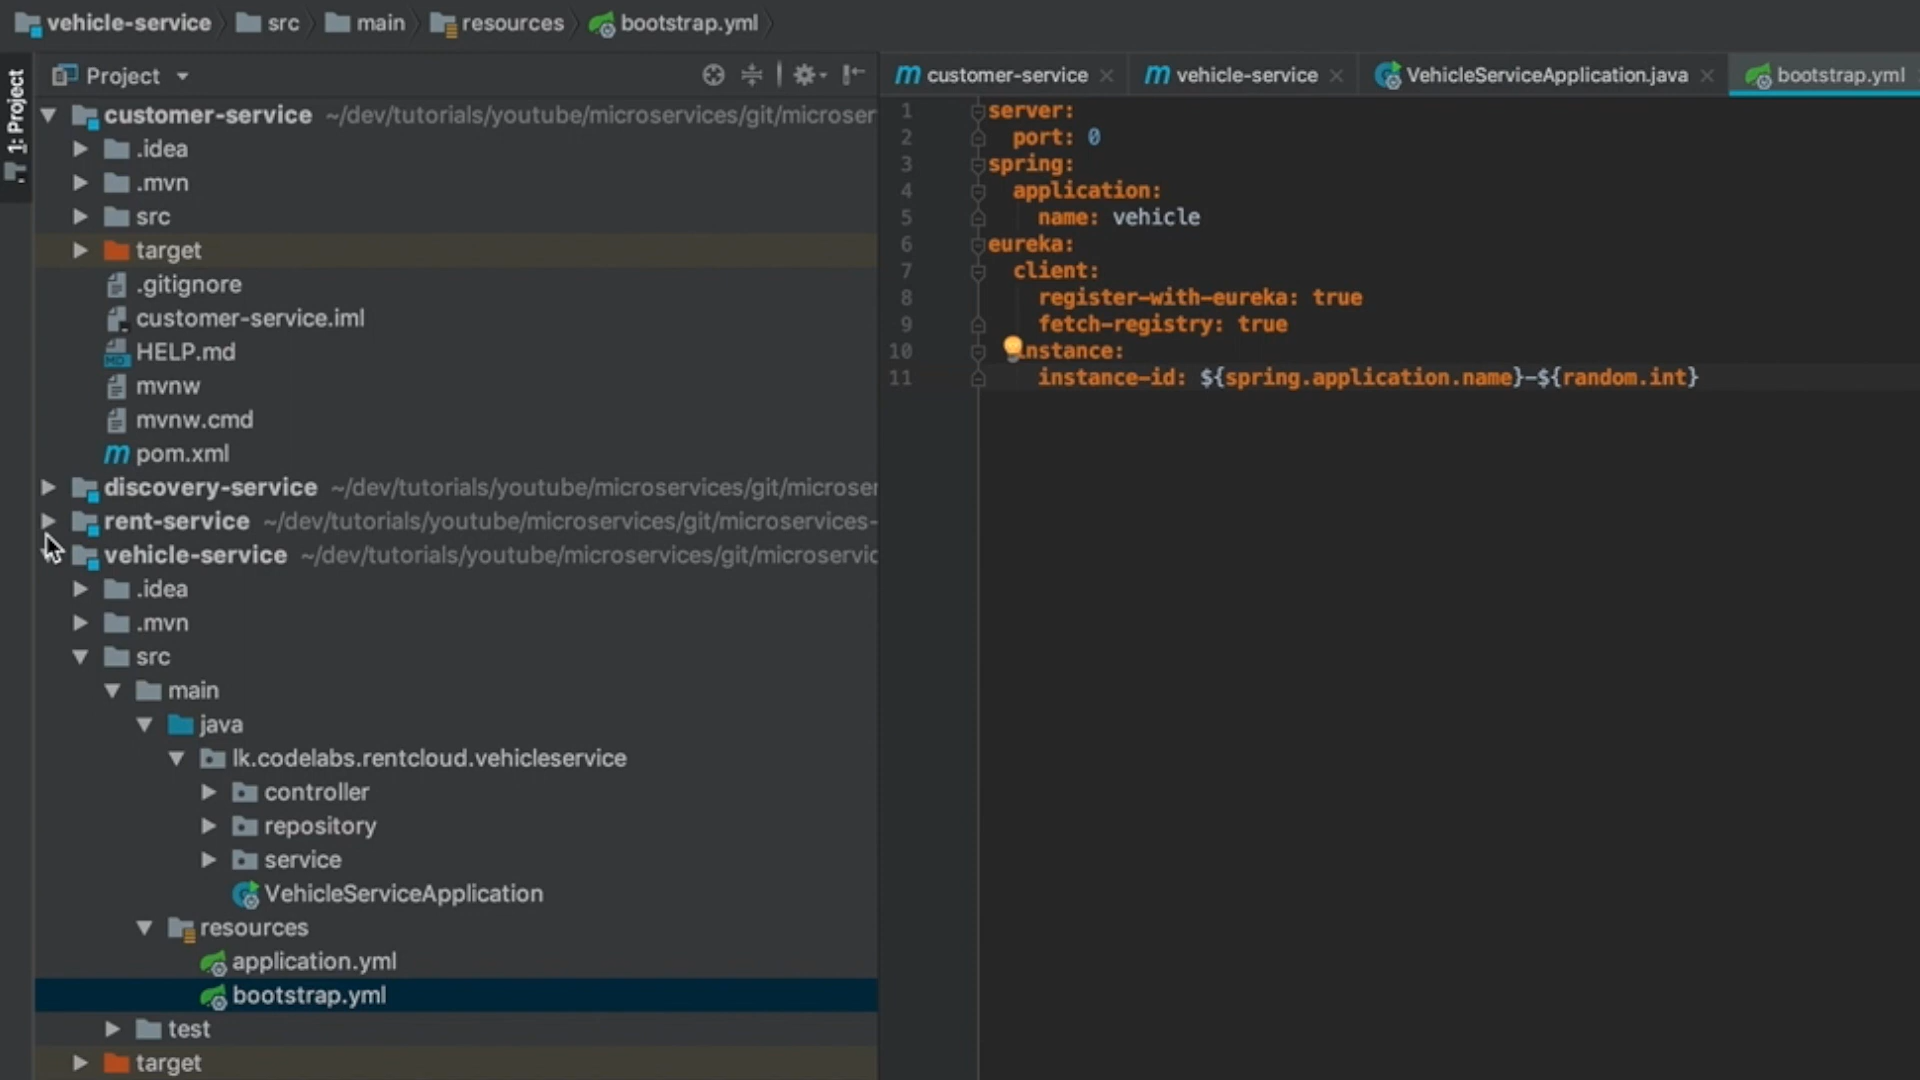 vehicle-service src main resources bootstrap.yml
1: Project
Project
customer-service ~/dev/tutorials/youtube/microservices/git/microser
.idea
.mvn
src
target
.gitignore
customer-service.iml
HELP.md
mvnw
mvnw.cmd
pom.xml
discovery-service ~/dev/tutorials/youtube/microservices/git/microser
rent-service ~/dev/tutorials/youtube/microservices/git/microservices-
vehicle-service ~/dev/tutorials/youtube/microservices/git/microservic
.idea
.mvn
src
main
java
lk.codelabs.rentcloud.vehicleservice
controller
repository
service
VehicleServiceApplication
resources
application.yml
bootstrap.yml
test
target
customer-service vehicle-service VehicleServiceApplication.java bootstrap.yml
1 server:
2 port: 0
3 spring:
4 application:
5 name: vehicle
6 eureka:
7 client:
8 register-with-eureka: true
9 fetch-registry: true
10 instance:
11 instance-id: ${spring.application.name}-${random.int}